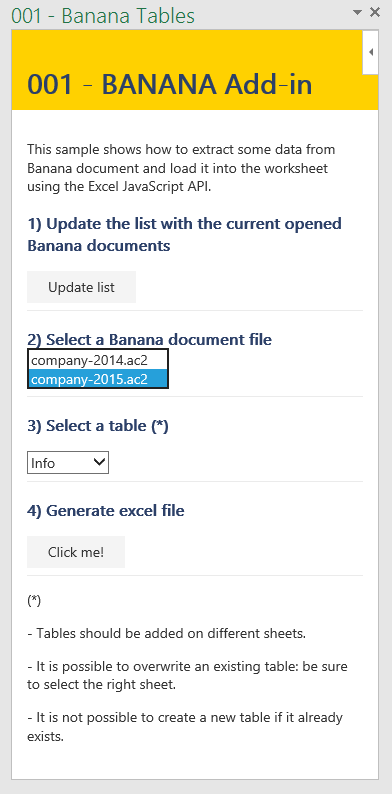 001 - Banana Tables
001 - BANANA Add-in
This sample shows how to extract some data from
Banana document and load it into the worksheet
using the Excel JavaScript API.
1) Update the list with the current opened
Banana documents
Update list
2) Select a Banana document file
company-2014.ac2
company-2015.ac2
3) Select a table (*)
Info
4) Generate excel file
Click me!
(*)
- Tables should be added on different sheets.
- It is possible to overwrite an existing table: be sure
to select the right sheet.
- It is not possible to create a new table if it already
exists.